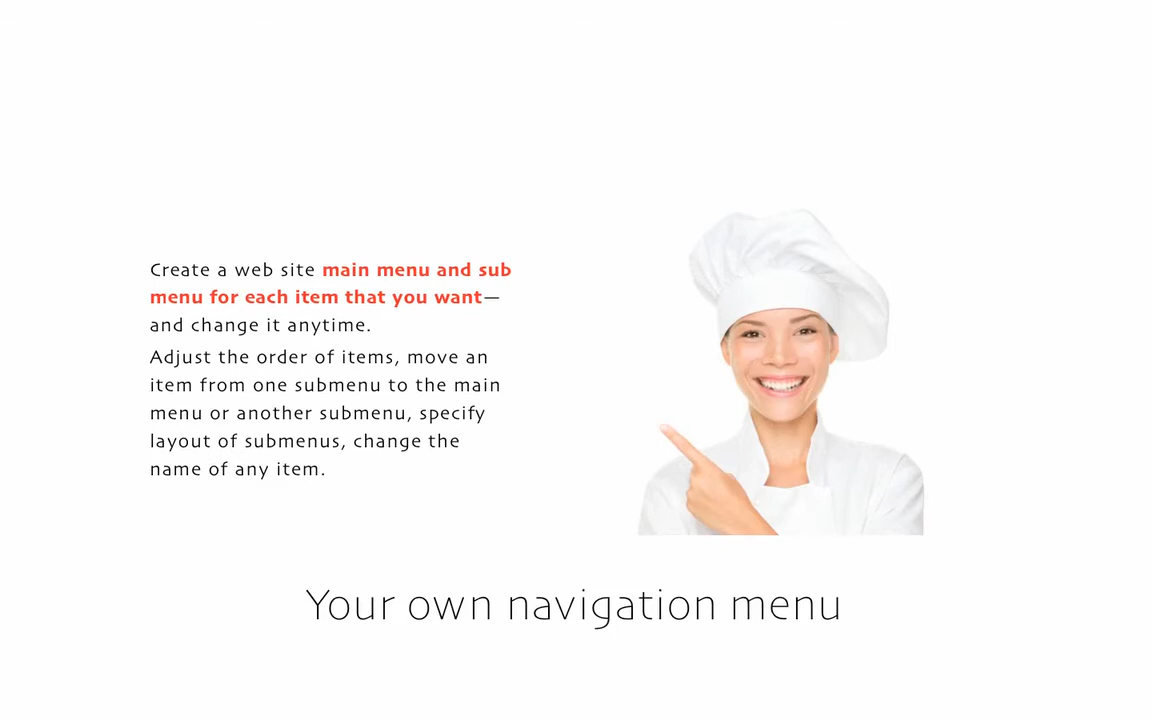 Create a web site main menu and sub
menu for each item that you want—
and change it anytime.
Adjust the order of items, move an
item from one submenu to the main
menu or another submenu, specify
layout of submenus, change the
name of any item.
Your own navigation menu